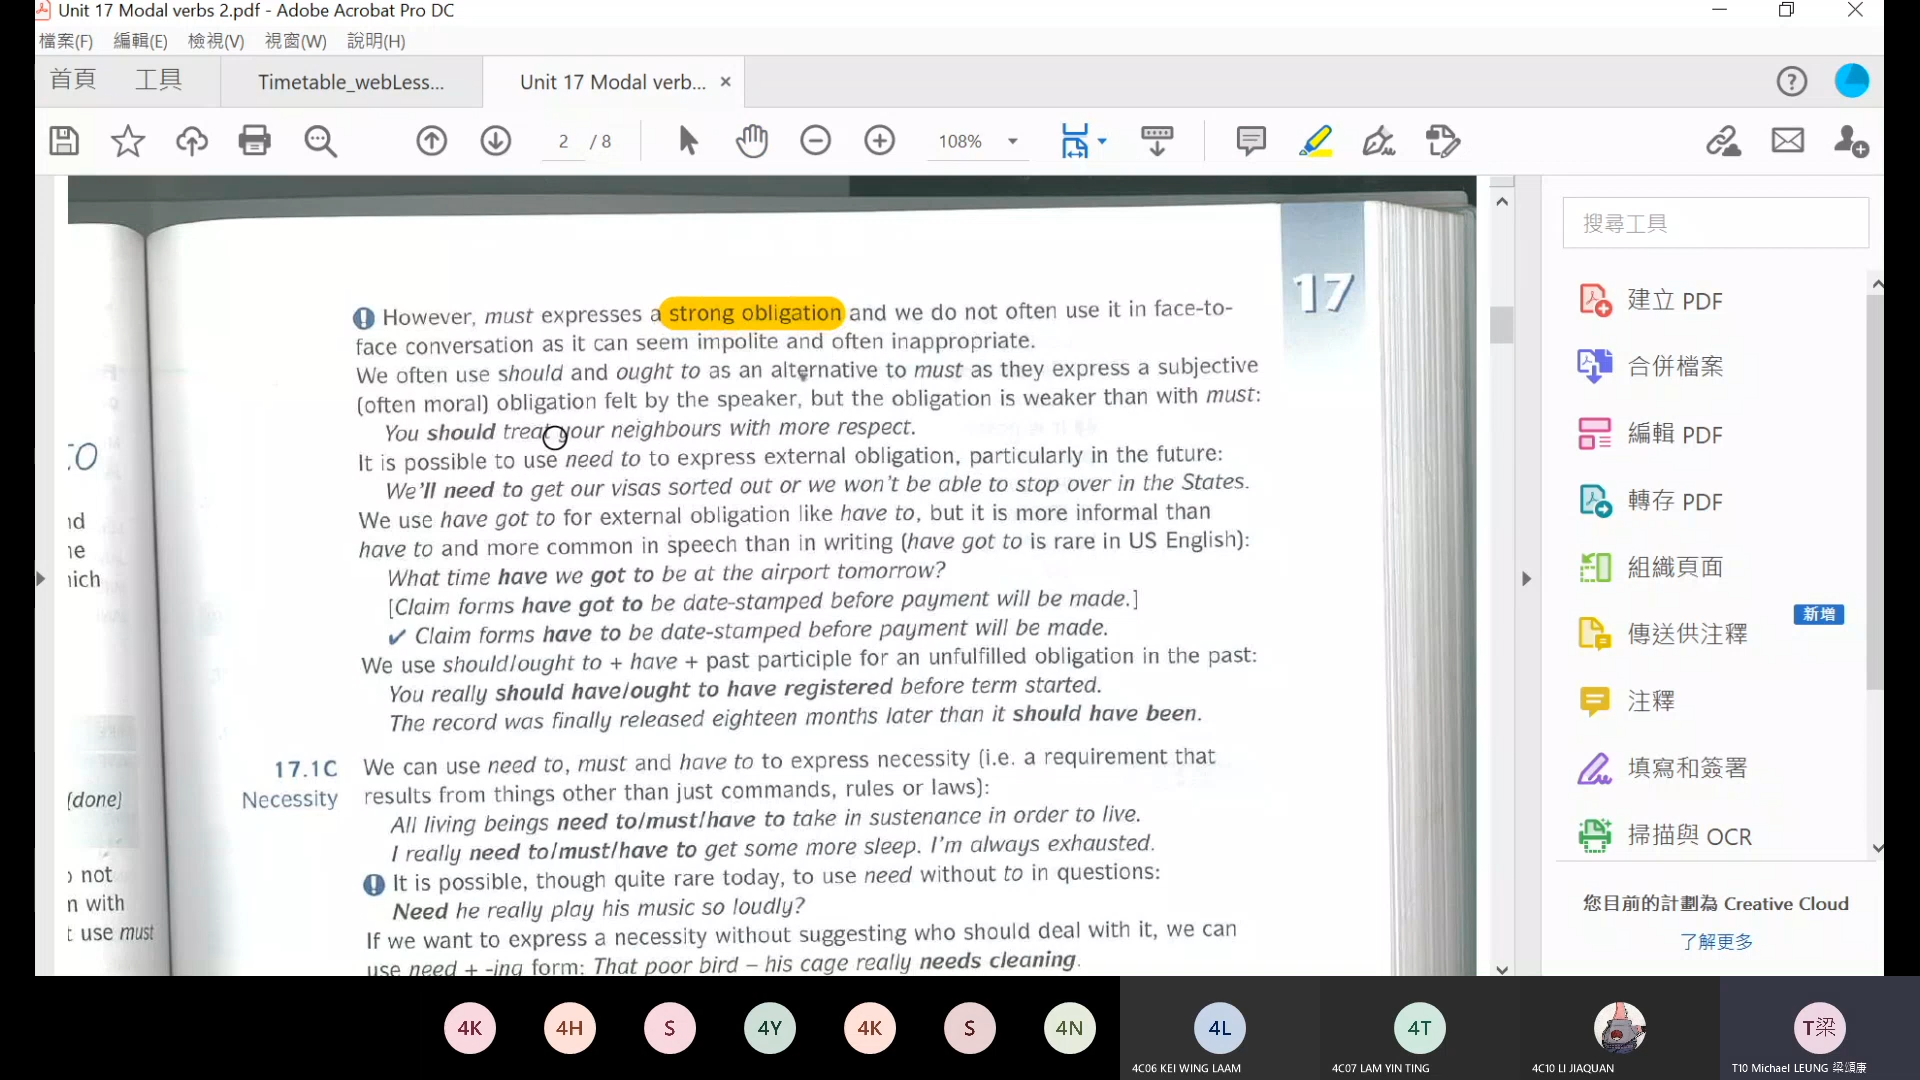 Unit 17 Modal verbs 2.pdf - Adobe Acrobat Pro DC
檔案(F) 編輯(E) 檢視(V) 視窗(W) 說明(H)
首頁 工具 Timetable_webLess... Unit 17 Modal verb... ×
2 / 8 108%
搜尋工具
建立 PDF
合併檔案
編輯 PDF
轉存 PDF
組織頁面
新增
傳送供注釋
注釋
填寫和簽署
掃描與 OCR
您目前的計劃為 Creative Cloud
了解更多
17
However, must expresses a strong obligation and we do not often use it in face-to-
face conversation as it can seem impolite and often inappropriate.
We often use should and ought to as an alternative to must as they express a subjective
(often moral) obligation felt by the speaker, but the obligation is weaker than with must:
You should treat your neighbours with more respect.
It is possible to use need to to express external obligation, particularly in the future:
We'll need to get our visas sorted out or we won't be able to stop over in the States.
We use have got to for external obligation like have to, but it is more informal than
have to and more common in speech than in writing (have got to is rare in US English):
What time have we got to be at the airport tomorrow?
[Claim forms have got to be date-stamped before payment will be made.]
✔ Claim forms have to be date-stamped before payment will be made.
We use should/ought to + have + past participle for an unfulfilled obligation in the past:
You really should have/ought to have registered before term started.
The record was finally released eighteen months later than it should have been.
17.1C
Necessity
We can use need to, must and have to to express necessity (i.e. a requirement that
results from things other than just commands, rules or laws):
All living beings need to/must/have to take in sustenance in order to live.
I really need to/must/have to get some more sleep. I'm always exhausted.
It is possible, though quite rare today, to use need without to in questions:
Need he really play his music so loudly?
If we want to express a necessity without suggesting who should deal with it, we can
use need + -ing form: That poor bird – his cage really needs cleaning.
(done)
not
with
use must
4K 4H S 4Y 4K S 4N 4L 4T T梁
4C06 KEI WING LAAM 4C07 LAM YIN TING 4C10 LI JIAQUAN T10 Michael LEUNG 梁頌康